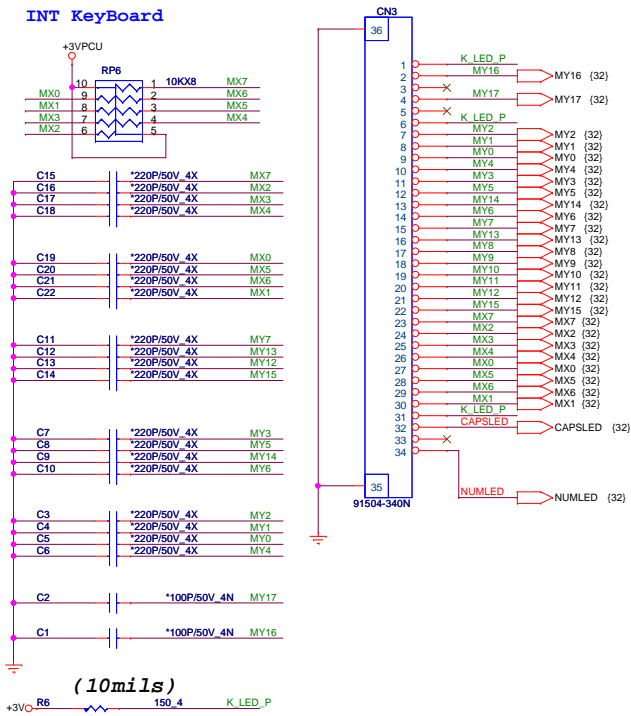 INT KeyBoard
+3VPCU
RP6
10 1 10KX8 MX7
MX0 9 2 MX6
MX1 8 3 MX5
MX3 7 4 MX4
MX2 6 5
C15 *220P/50V_4X MX7
C16 *220P/50V_4X MX2
C17 *220P/50V_4X MX3
C18 *220P/50V_4X MX4
C19 *220P/50V_4X MX0
C20 *220P/50V_4X MX5
C21 *220P/50V_4X MX6
C22 *220P/50V_4X MX1
C11 *220P/50V_4X MY7
C12 *220P/50V_4X MY13
C13 *220P/50V_4X MY12
C14 *220P/50V_4X MY15
C7 *220P/50V_4X MY3
C8 *220P/50V_4X MY5
C9 *220P/50V_4X MY14
C10 *220P/50V_4X MY6
C3 *220P/50V_4X MY2
C4 *220P/50V_4X MY1
C5 *220P/50V_4X MY0
C6 *220P/50V_4X MY4
C2 *100P/50V_4N MY17
C1 *100P/50V_4N MY16
(10mils)
+3V R6 150_4 K_LED_P
CN3
36
1 K_LED_P
2 MY16 MY16 {32}
3
4 MY17 MY17 {32}
5
6 K_LED_P
7 MY2 MY2 {32}
8 MY1 MY1 {32}
9 MY0 MY0 {32}
10 MY4 MY4 {32}
11 MY3 MY3 {32}
12 MY5 MY5 {32}
13 MY14 MY14 {32}
14 MY6 MY6 {32}
15 MY7 MY7 {32}
16 MY13 MY13 {32}
17 MY8 MY8 {32}
18 MY9 MY9 {32}
19 MY10 MY10 {32}
20 MY11 MY11 {32}
21 MY12 MY12 {32}
22 MY15 MY15 {32}
23 MX7 MX7 {32}
24 MX2 MX2 {32}
25 MX3 MX3 {32}
26 MX4 MX4 {32}
27 MX0 MX0 {32}
28 MX5 MX5 {32}
29 MX6 MX6 {32}
30 MX1 MX1 {32}
31 K_LED_P
32 CAPSLED CAPSLED {32}
33
34
35
NUMLED NUMLED {32}
91504-340N